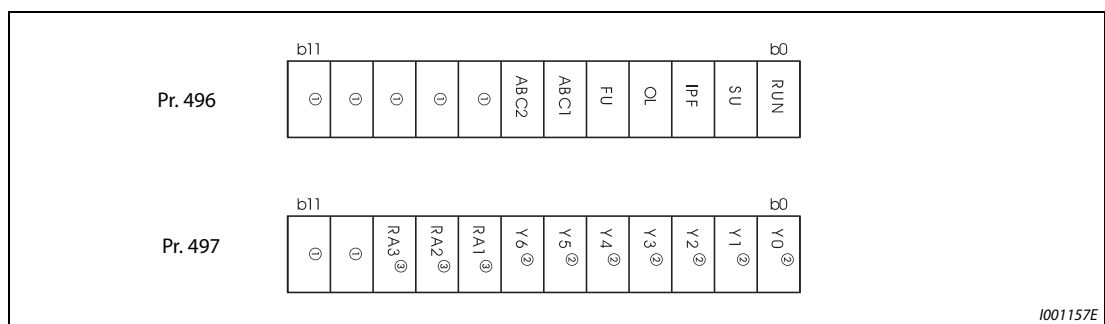 b11 b0
Pr. 496 ① ① ① ① ① ABC2 ABC1 FU OL IPF SU RUN
b11 b0
Pr. 497 ① ① RA3③ RA2③ RA1③ Y6② Y5② Y4② Y3② Y2② Y1② Y0②
I001157E